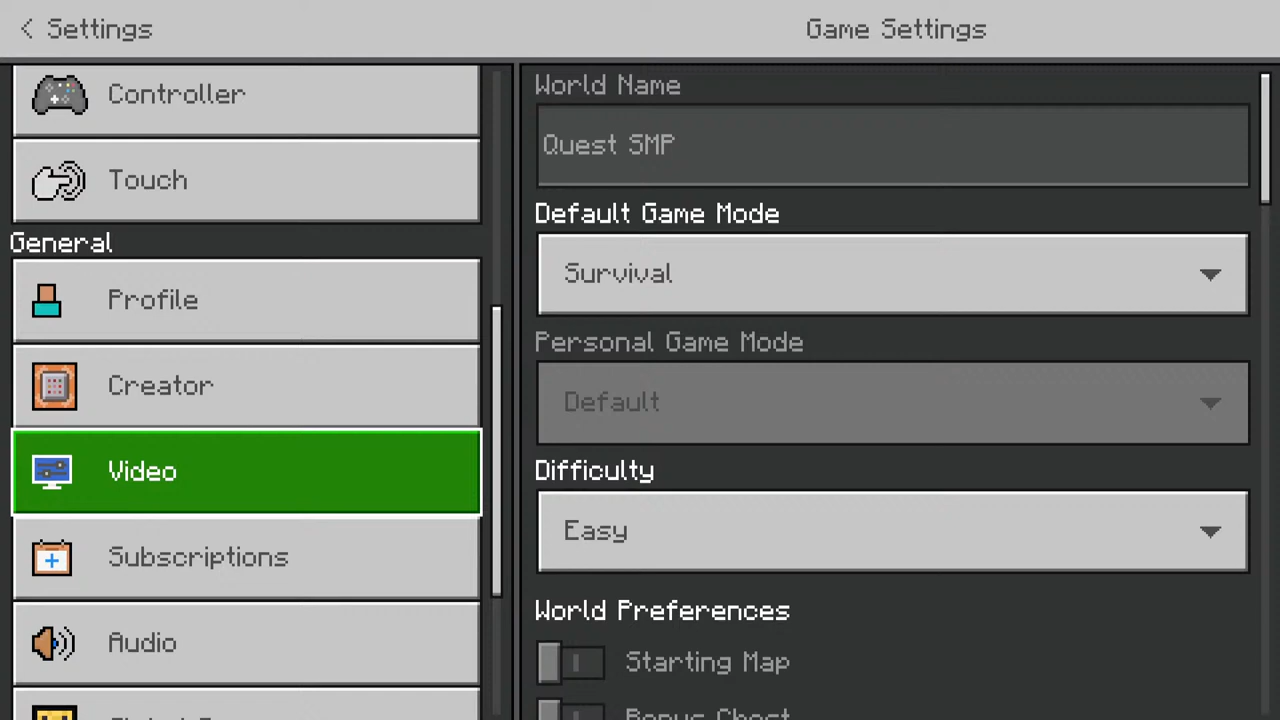 Settings
Game Settings
Controller
Touch
General
Profile
Creator
Video
Subscriptions
Audio
World Name
Quest SMP
Default Game Mode
Survival
Personal Game Mode
Default
Difficulty
Easy
World Preferences
Starting Map
Bonus Chest